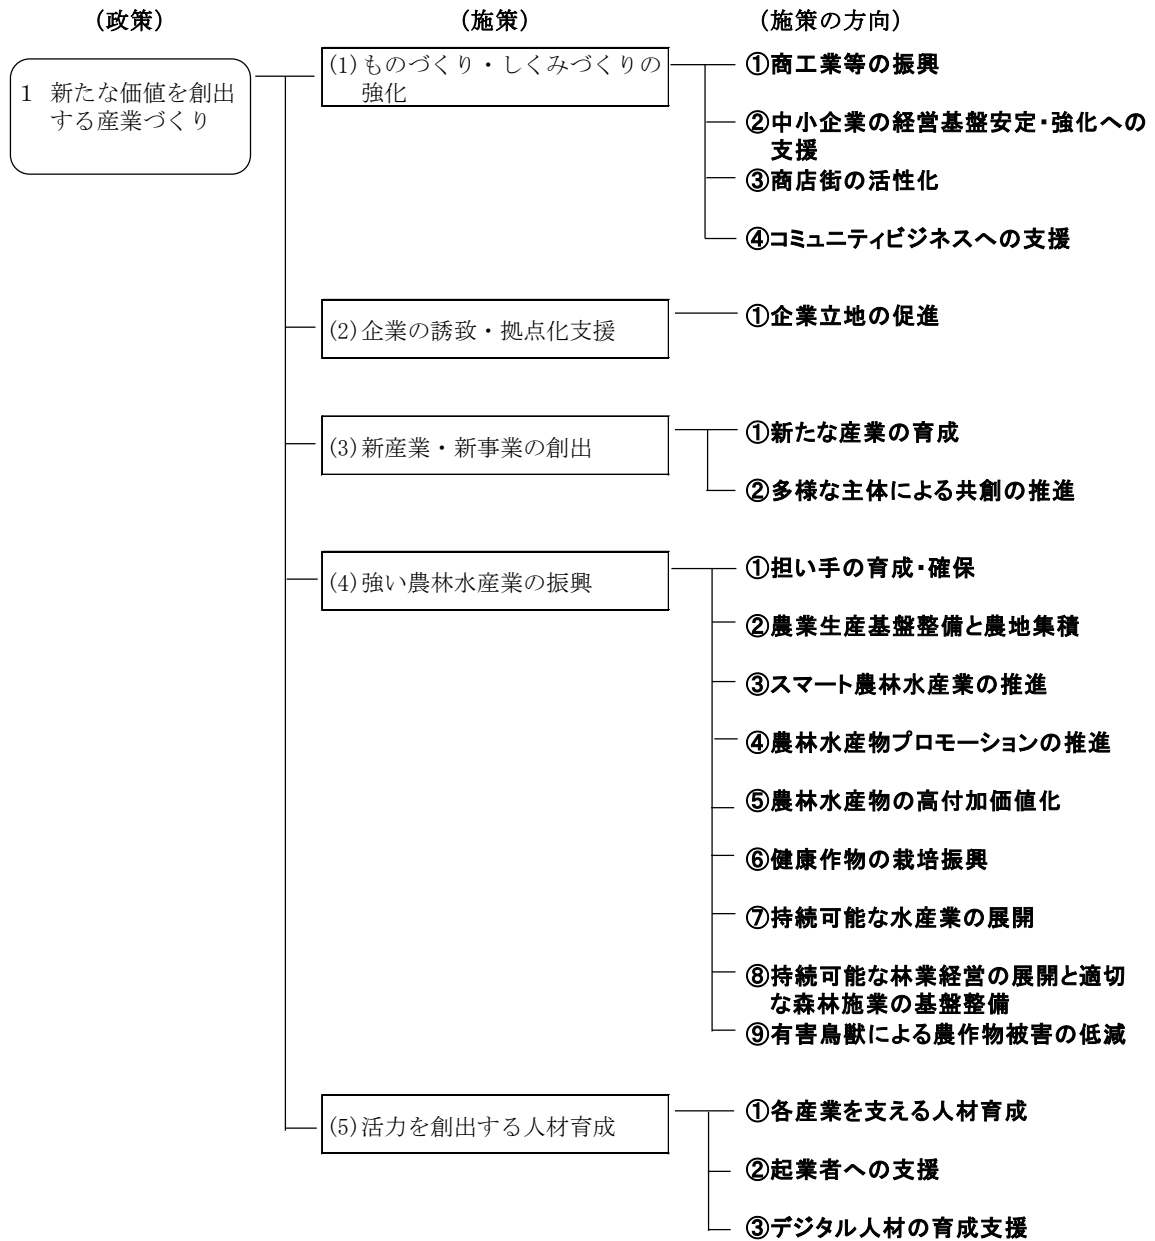 （政策）
（施策）
（施策の方向）
1 新たな価値を創出
する産業づくり
(1)ものづくり・しくみづくりの
強化
①商工業等の振興
②中小企業の経営基盤安定・強化への
支援
③商店街の活性化
④コミュニティビジネスへの支援
(2)企業の誘致・拠点化支援
①企業立地の促進
(3)新産業・新事業の創出
①新たな産業の育成
②多様な主体による共創の推進
(4)強い農林水産業の振興
①担い手の育成・確保
②農業生産基盤整備と農地集積
③スマート農林水産業の推進
④農林水産物プロモーションの推進
⑤農林水産物の高付加価値化
⑥健康作物の栽培振興
⑦持続可能な水産業の展開
⑧持続可能な林業経営の展開と適切
な森林施業の基盤整備
⑨有害鳥獣による農作物被害の低減
(5)活力を創出する人材育成
①各産業を支える人材育成
②起業者への支援
③デジタル人材の育成支援